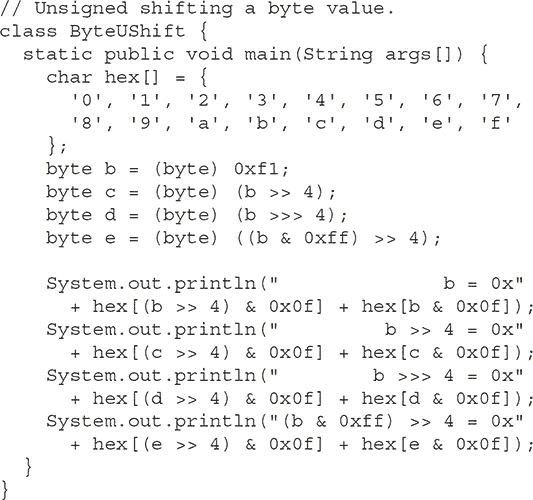 // Unsigned shifting a byte value.
class ByteUShift {
  static public void main(String args[]) {
    char hex[] = {
      '0', '1', '2', '3', '4', '5', '6', '7',
      '8', '9', 'a', 'b', 'c', 'd', 'e', 'f'
    };
    byte b = (byte) 0xf1;
    byte c = (byte) (b >> 4);
    byte d = (byte) (b >>> 4);
    byte e = (byte) ((b & 0xff) >> 4);

    System.out.println("              b = 0x"
      + hex[(b >> 4) & 0x0f] + hex[b & 0x0f]);
    System.out.println("         b >> 4 = 0x"
      + hex[(c >> 4) & 0x0f] + hex[c & 0x0f]);
    System.out.println("        b >>> 4 = 0x"
      + hex[(d >> 4) & 0x0f] + hex[d & 0x0f]);
    System.out.println("(b & 0xff) >> 4 = 0x"
      + hex[(e >> 4) & 0x0f] + hex[e & 0x0f]);
  }
}